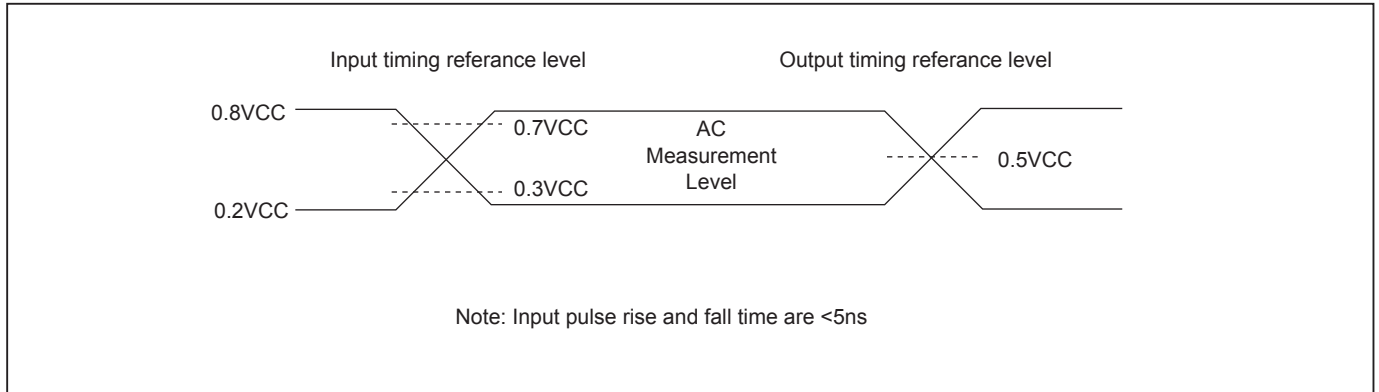 Input timing referance level
Output timing referance level
0.8VCC
0.7VCC
AC
Measurement
Level
0.5VCC
0.3VCC
0.2VCC
Note: Input pulse rise and fall time are <5ns